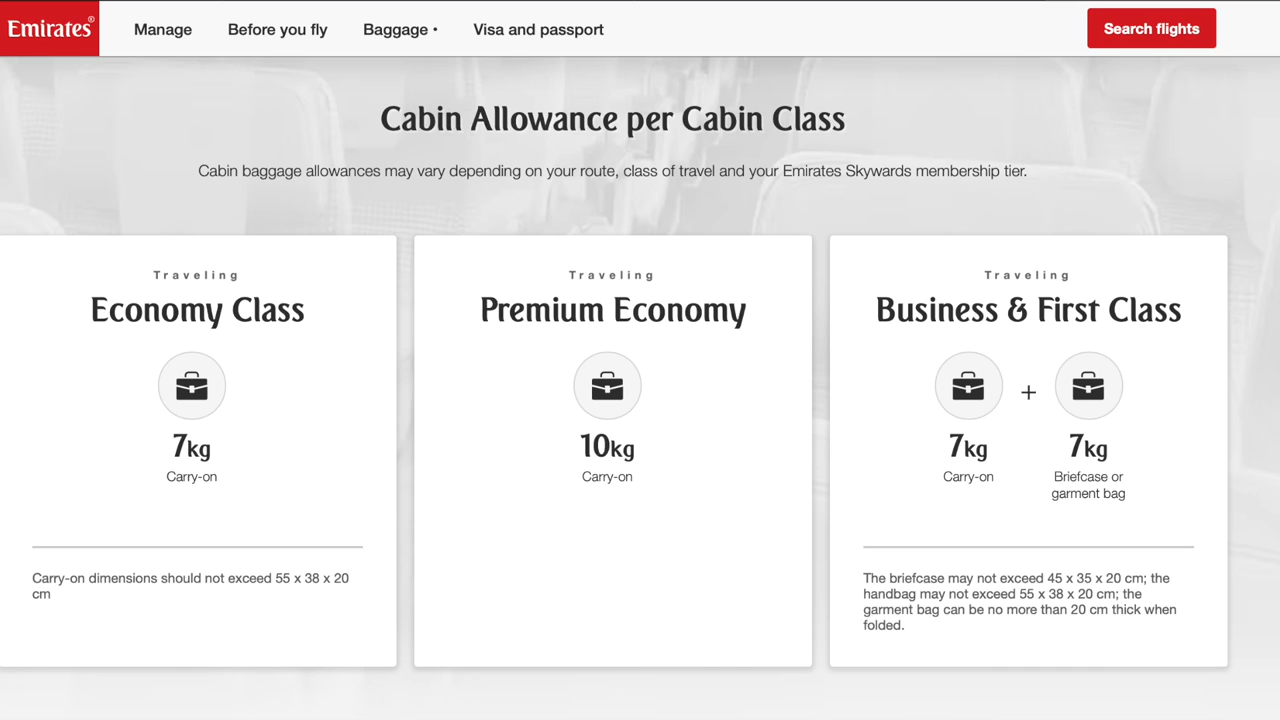 Emirates®
Manage
Before you fly
Baggage •
Visa and passport
Search flights
Cabin Allowance per Cabin Class
Cabin baggage allowances may vary depending on your route, class of travel and your Emirates Skywards membership tier.
Traveling
Economy Class
7kg
Carry-on
Carry-on dimensions should not exceed 55 x 38 x 20
cm
Traveling
Premium Economy
10kg
Carry-on
Traveling
Business & First Class
+
7kg
Carry-on
7kg
Briefcase or
garment bag
The briefcase may not exceed 45 x 35 x 20 cm; the
handbag may not exceed 55 x 38 x 20 cm; the
garment bag can be no more than 20 cm thick when
folded.